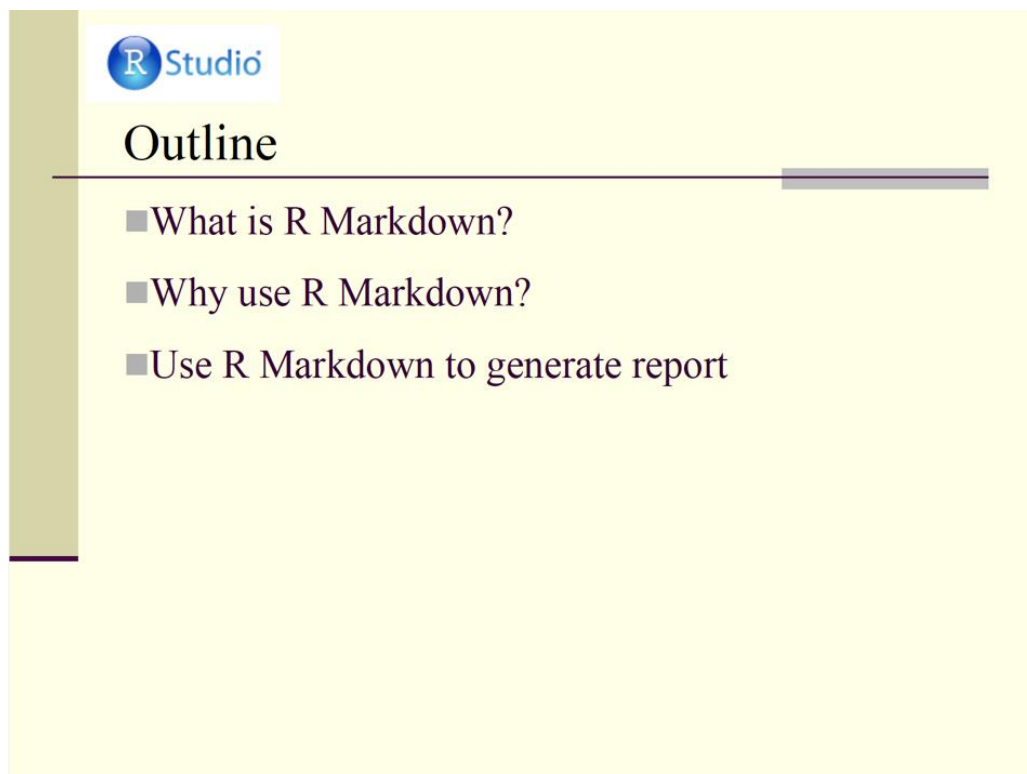 R Studio
Outline
What is R Markdown?
Why use R Markdown?
Use R Markdown to generate report